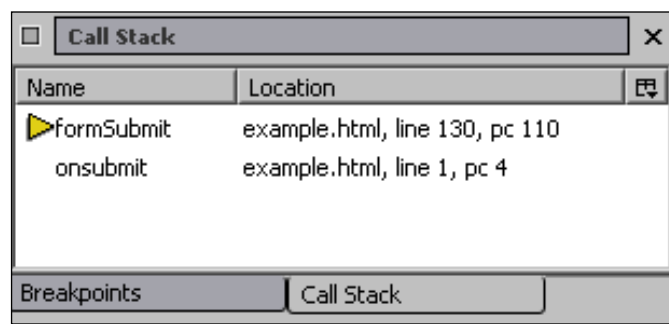 Call Stack
Name Location
formSubmit example.html, line 130, pc 110
onsubmit example.html, line 1, pc 4
Breakpoints Call Stack